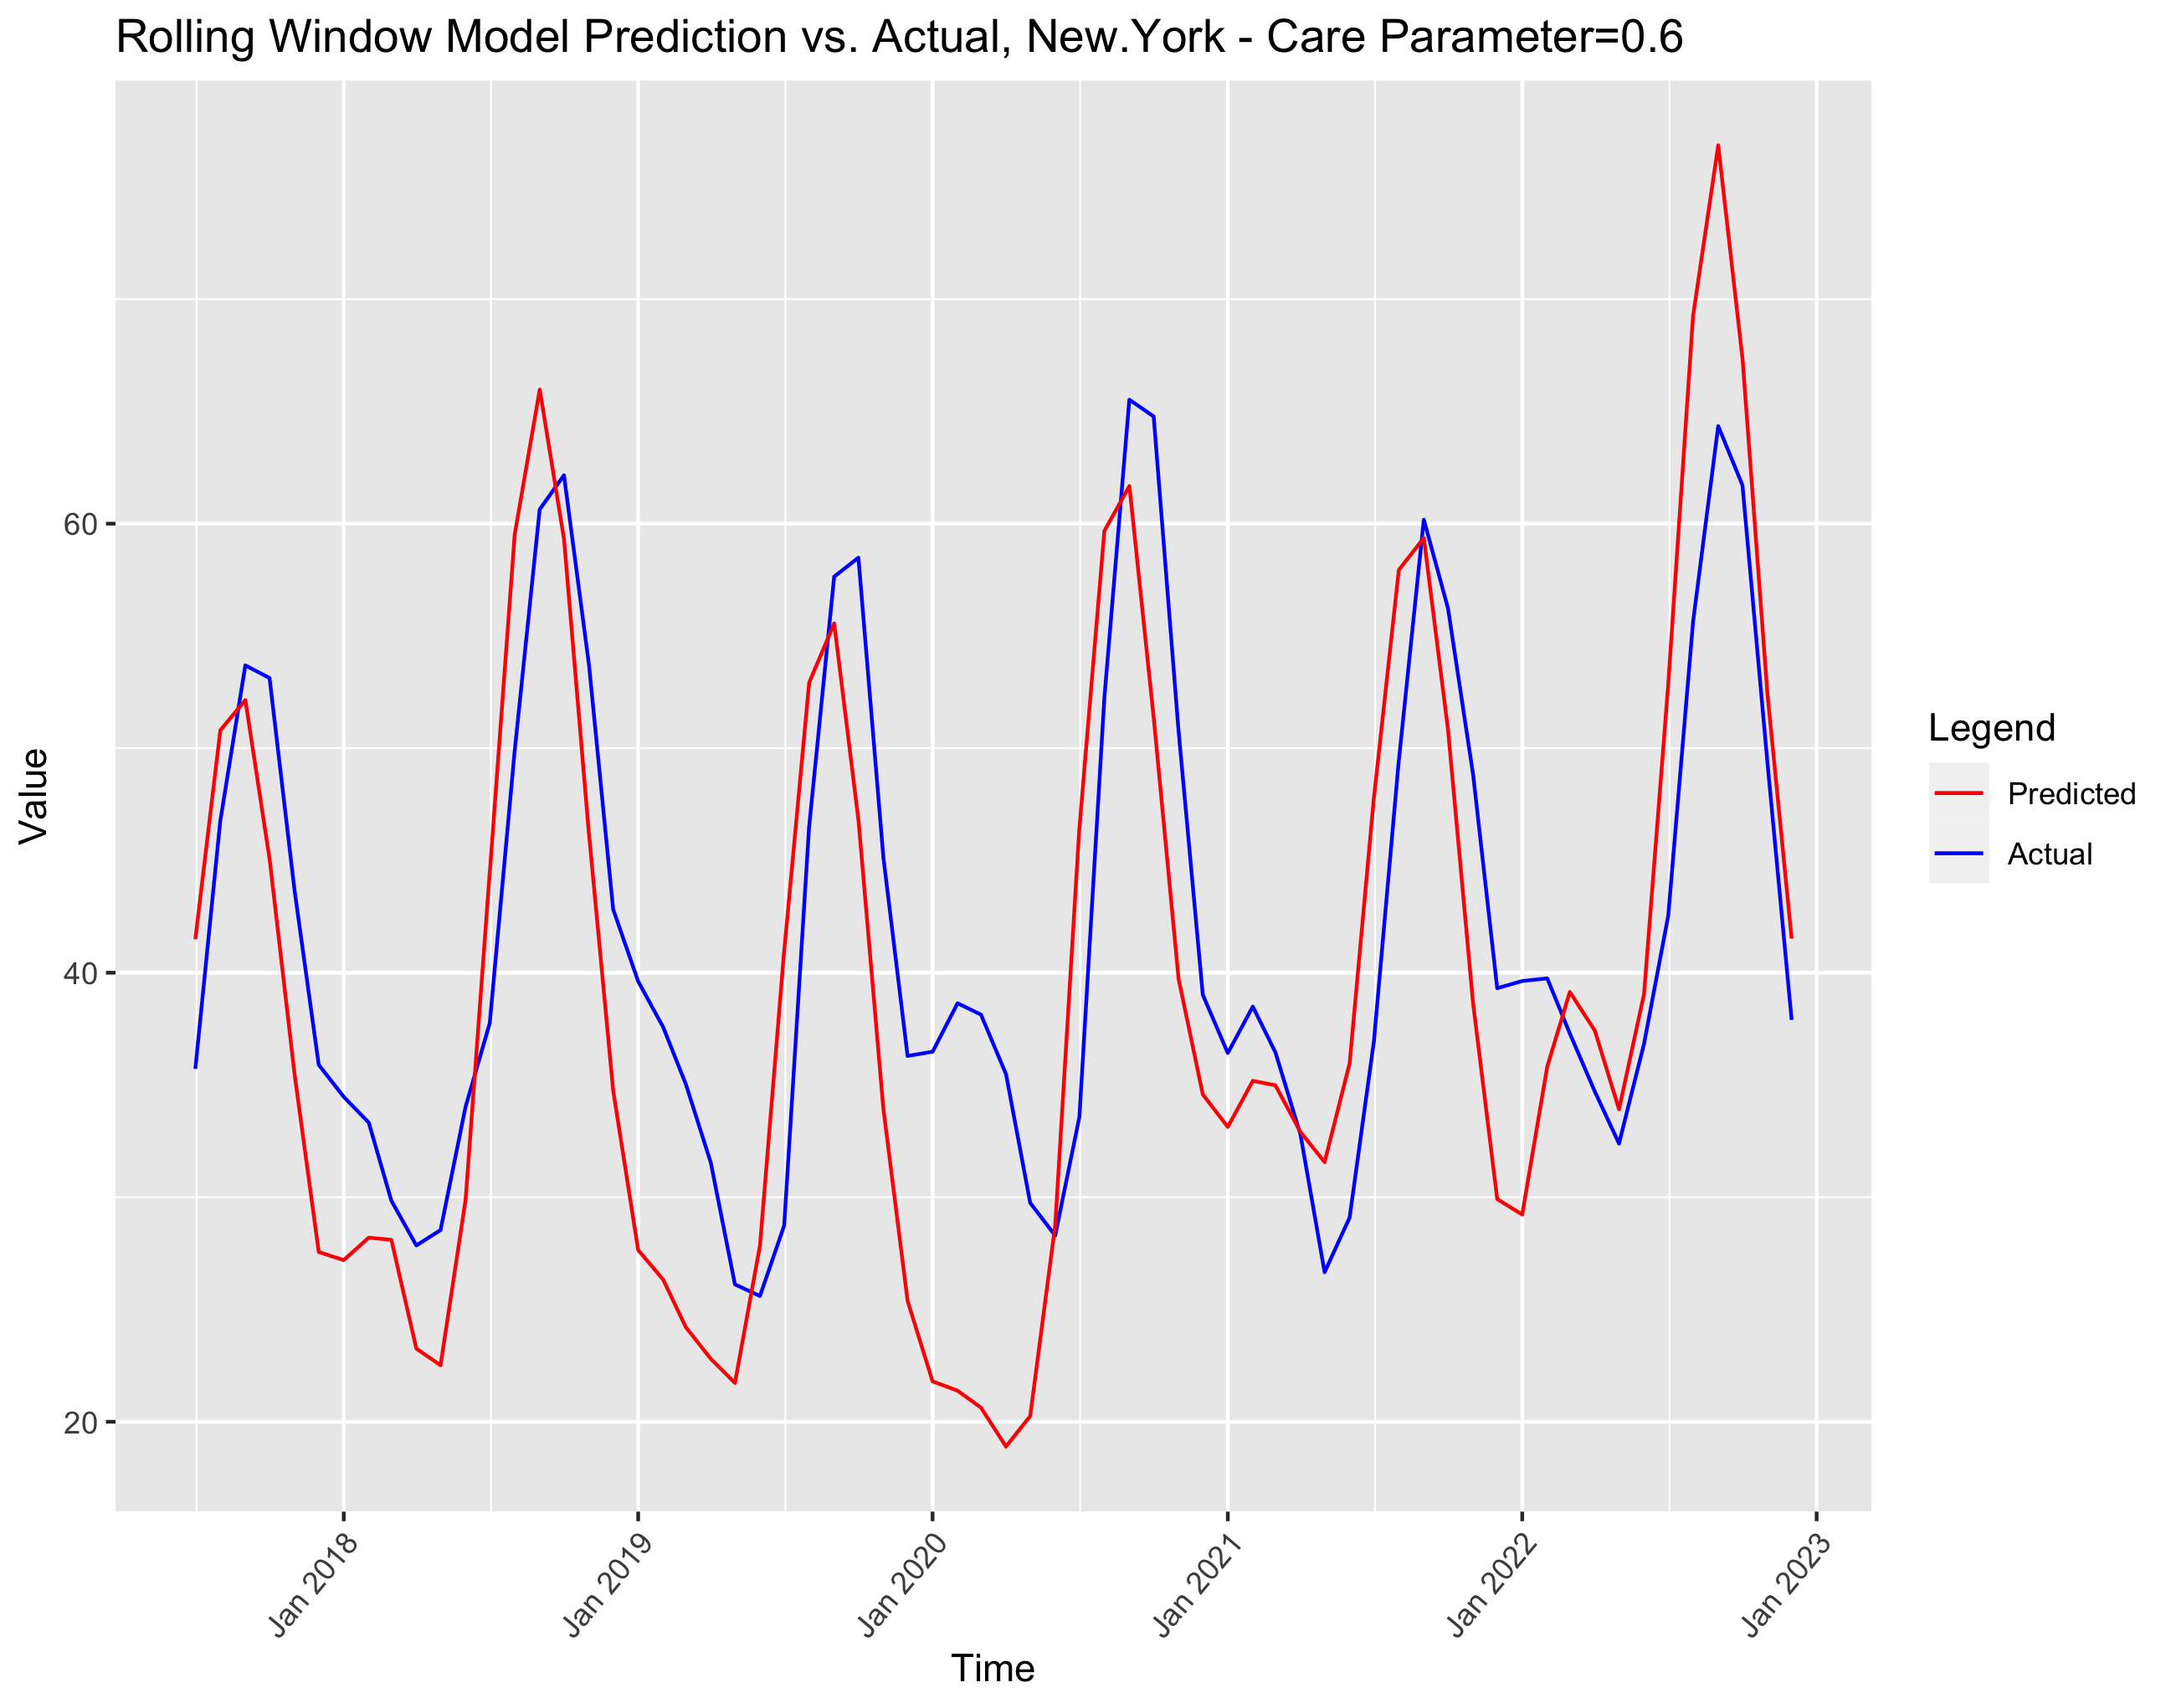 Rolling Window Model Prediction vs. Actual, New.York - Care Parameter=0.6
Value
60
40
20
Jan 2018
Jan 2019
Jan 2020
Jan 2021
Jan 2022
Jan 2023
Time
Legend
Predicted
Actual